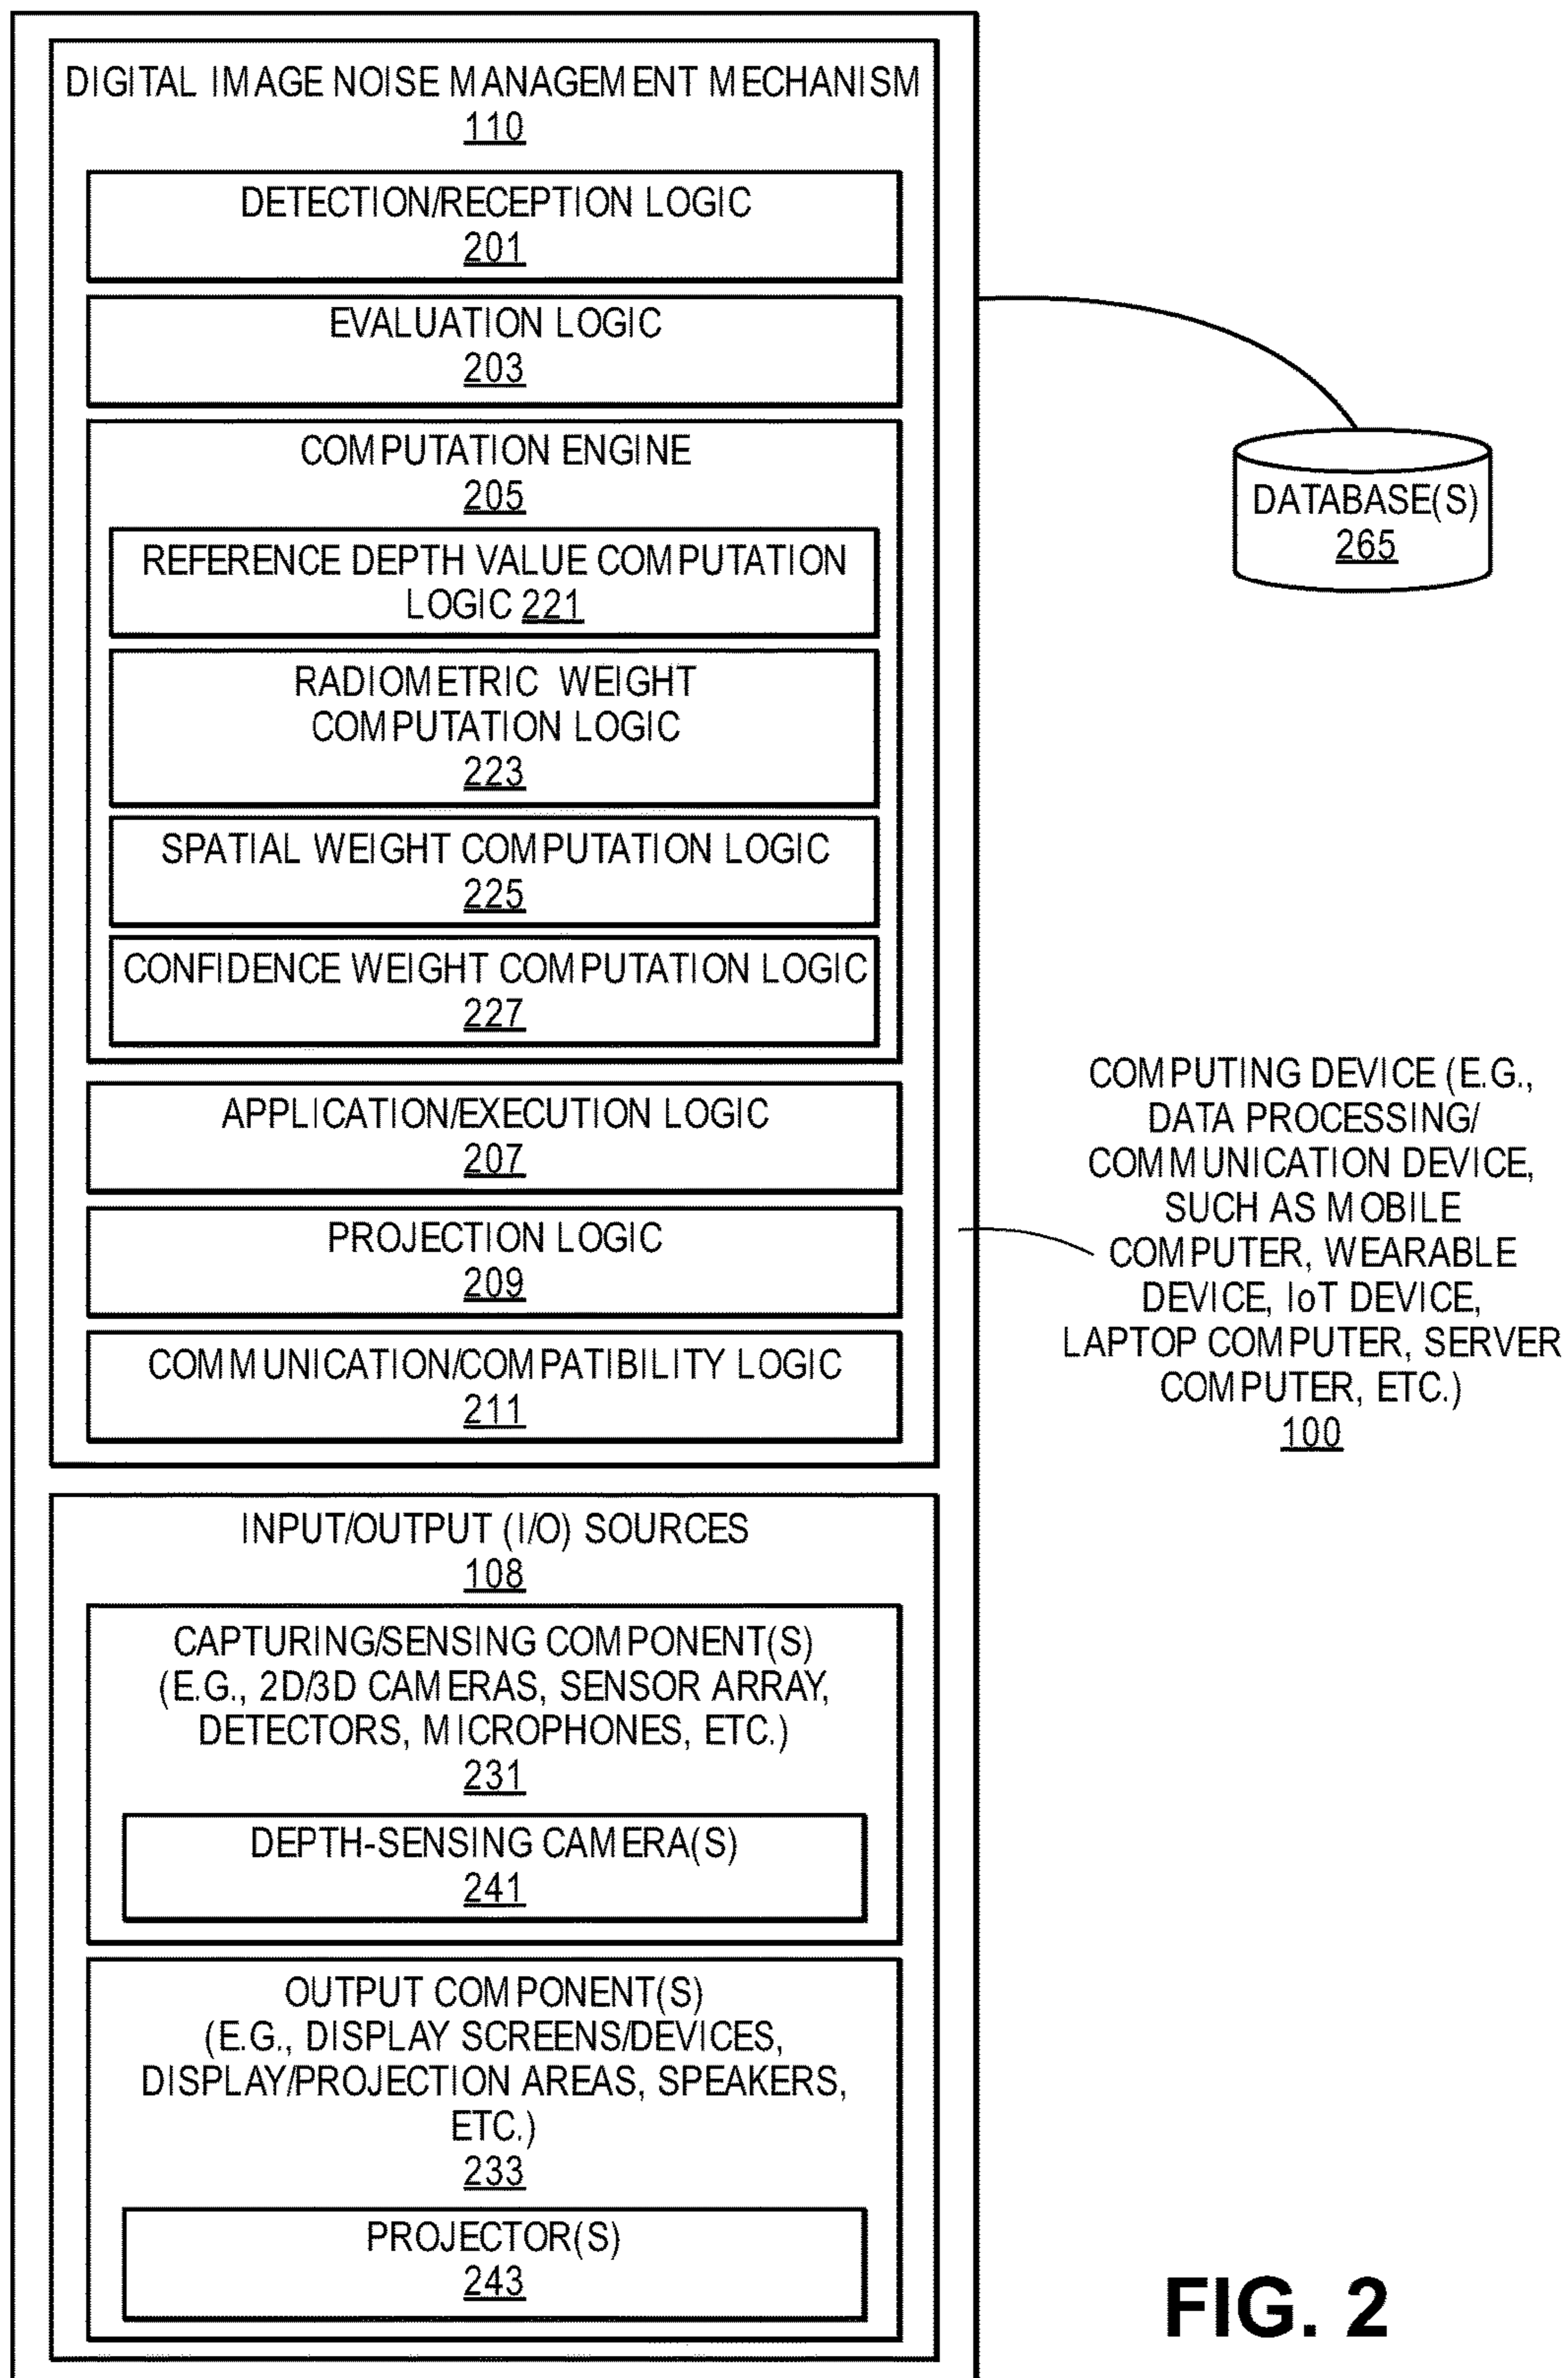 DIGITAL IMAGE NOISE MANAGEMENT MECHANISM
110
DETECTION/RECEPTION LOGIC
201
EVALUATION LOGIC
203
COMPUTATION ENGINE
205
REFERENCE DEPTH VALUE COMPUTATION
LOGIC 221
RADIOMETRIC WEIGHT
COMPUTATION LOGIC
223
SPATIAL WEIGHT COMPUTATION LOGIC
225
CONFIDENCE WEIGHT COMPUTATION LOGIC
227
APPLICATION/EXECUTION LOGIC
207
PROJECTION LOGIC
209
COMMUNICATION/COMPATIBILITY LOGIC
211
INPUT/OUTPUT (I/O) SOURCES
108
CAPTURING/SENSING COMPONENT(S)
(E.G., 2D/3D CAMERAS, SENSOR ARRAY,
DETECTORS, MICROPHONES, ETC.)
231
DEPTH-SENSING CAMERA(S)
241
OUTPUT COMPONENT(S)
(E.G., DISPLAY SCREENS/DEVICES,
DISPLAY/PROJECTION AREAS, SPEAKERS,
ETC.)
233
PROJECTOR(S)
243
DATABASE(S)
265
COMPUTING DEVICE (E.G.,
DATA PROCESSING/
COMMUNICATION DEVICE,
SUCH AS MOBILE
COMPUTER, WEARABLE
DEVICE, IoT DEVICE,
LAPTOP COMPUTER, SERVER
COMPUTER, ETC.)
100
FIG. 2